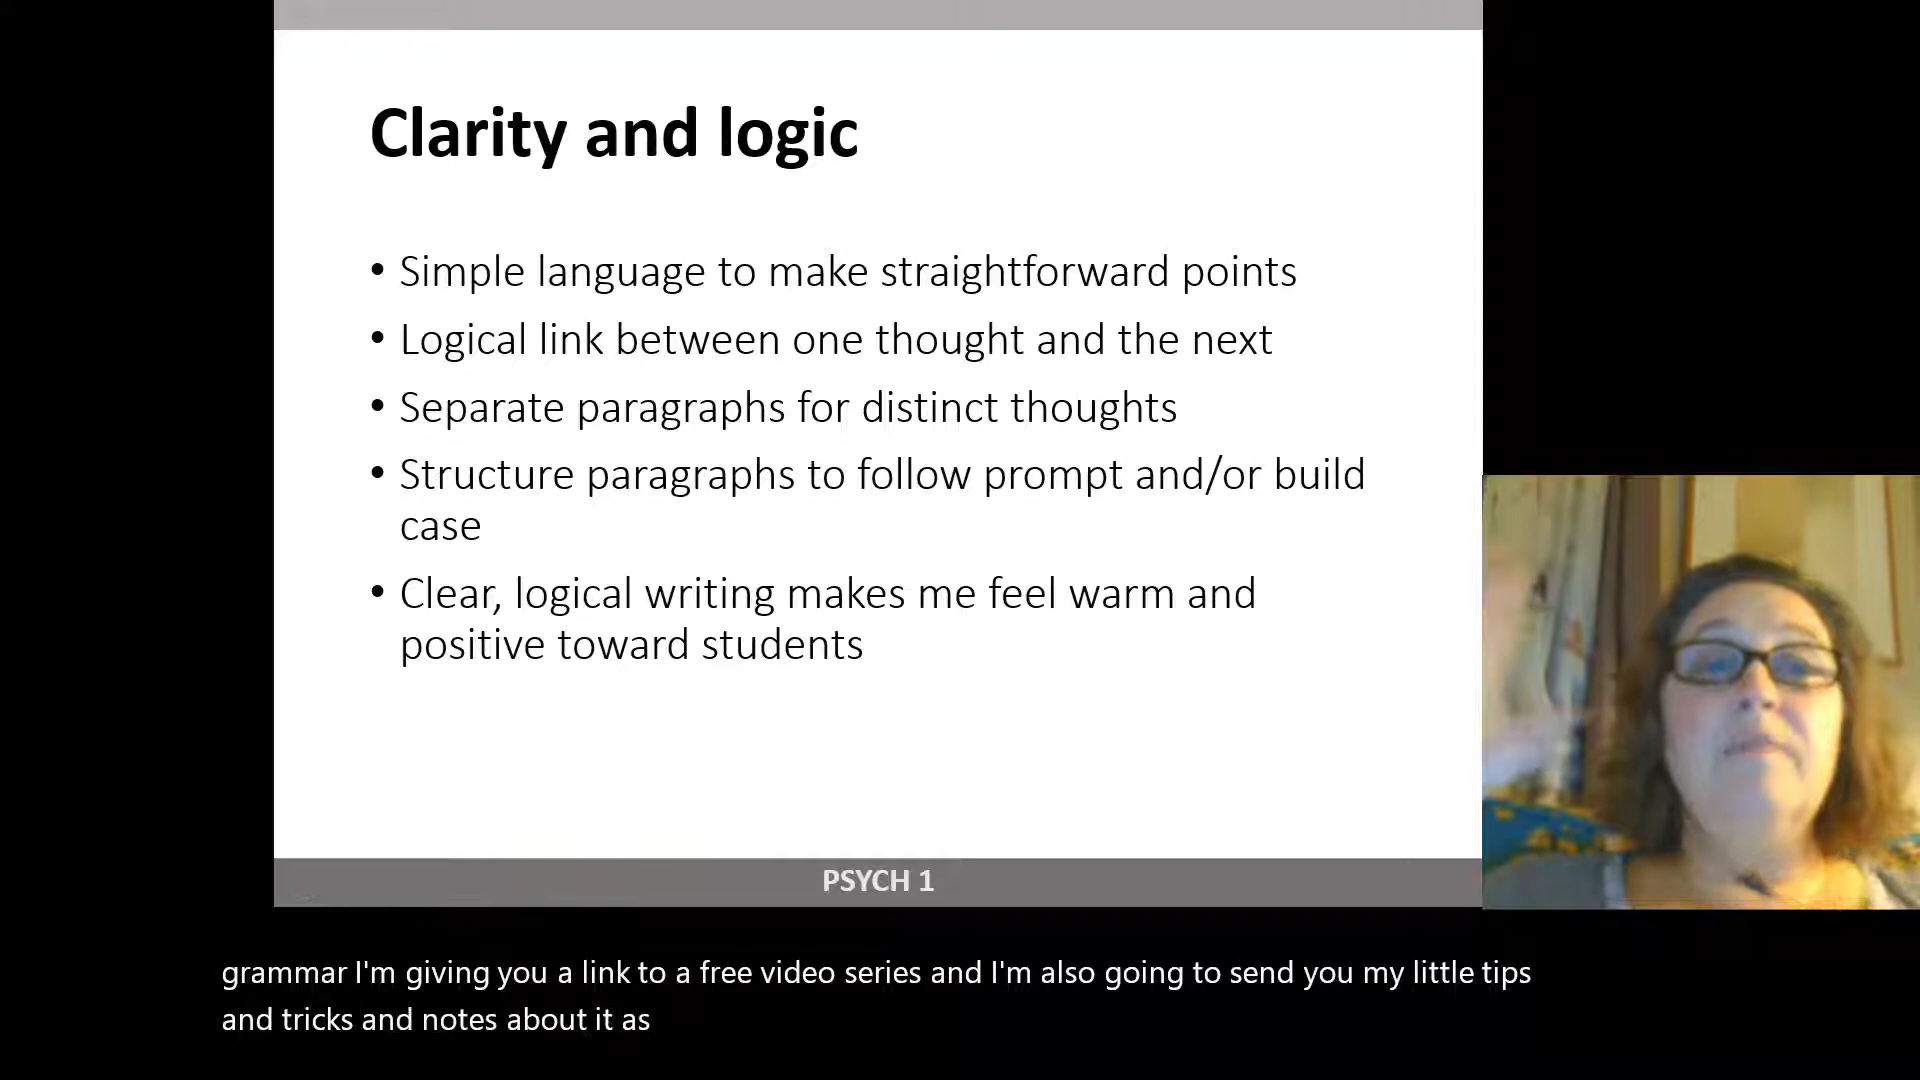 Clarity and logic
• Simple language to make straightforward points
• Logical link between one thought and the next
• Separate paragraphs for distinct thoughts
• Structure paragraphs to follow prompt and/or build
case
• Clear, logical writing makes me feel warm and
positive toward students
PSYCH 1
grammar I'm giving you a link to a free video series and I'm also going to send you my little tips
and tricks and notes about it as